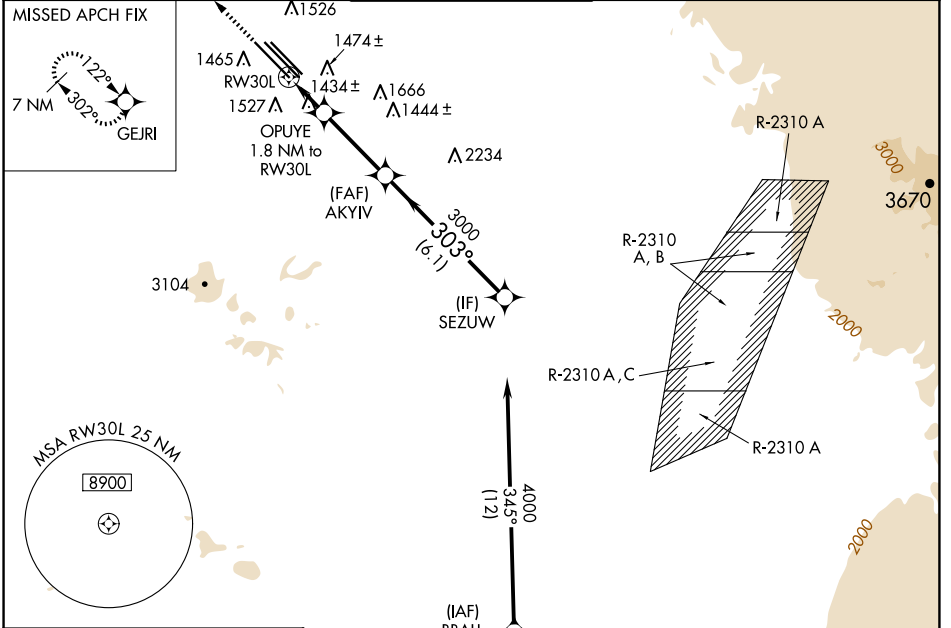 MISSED APCH FIX
122°
302°
7 NM
GEJRI
1526
1474 ±
1465
RW30L
1434 ±
1666
1527
1444 ±
OPUYE
1.8 NM to
RW30L
2234
(FAF)
AKYIV
3000
303°
(6.1)
(IF)
SEZUW
3104
R-2310 A
3000
3670
R-2310
A, B
2000
R-2310 A, C
R-2310 A
2000
MSA RW30L 25 NM
8900
4000
345°
(12)
(IAF)